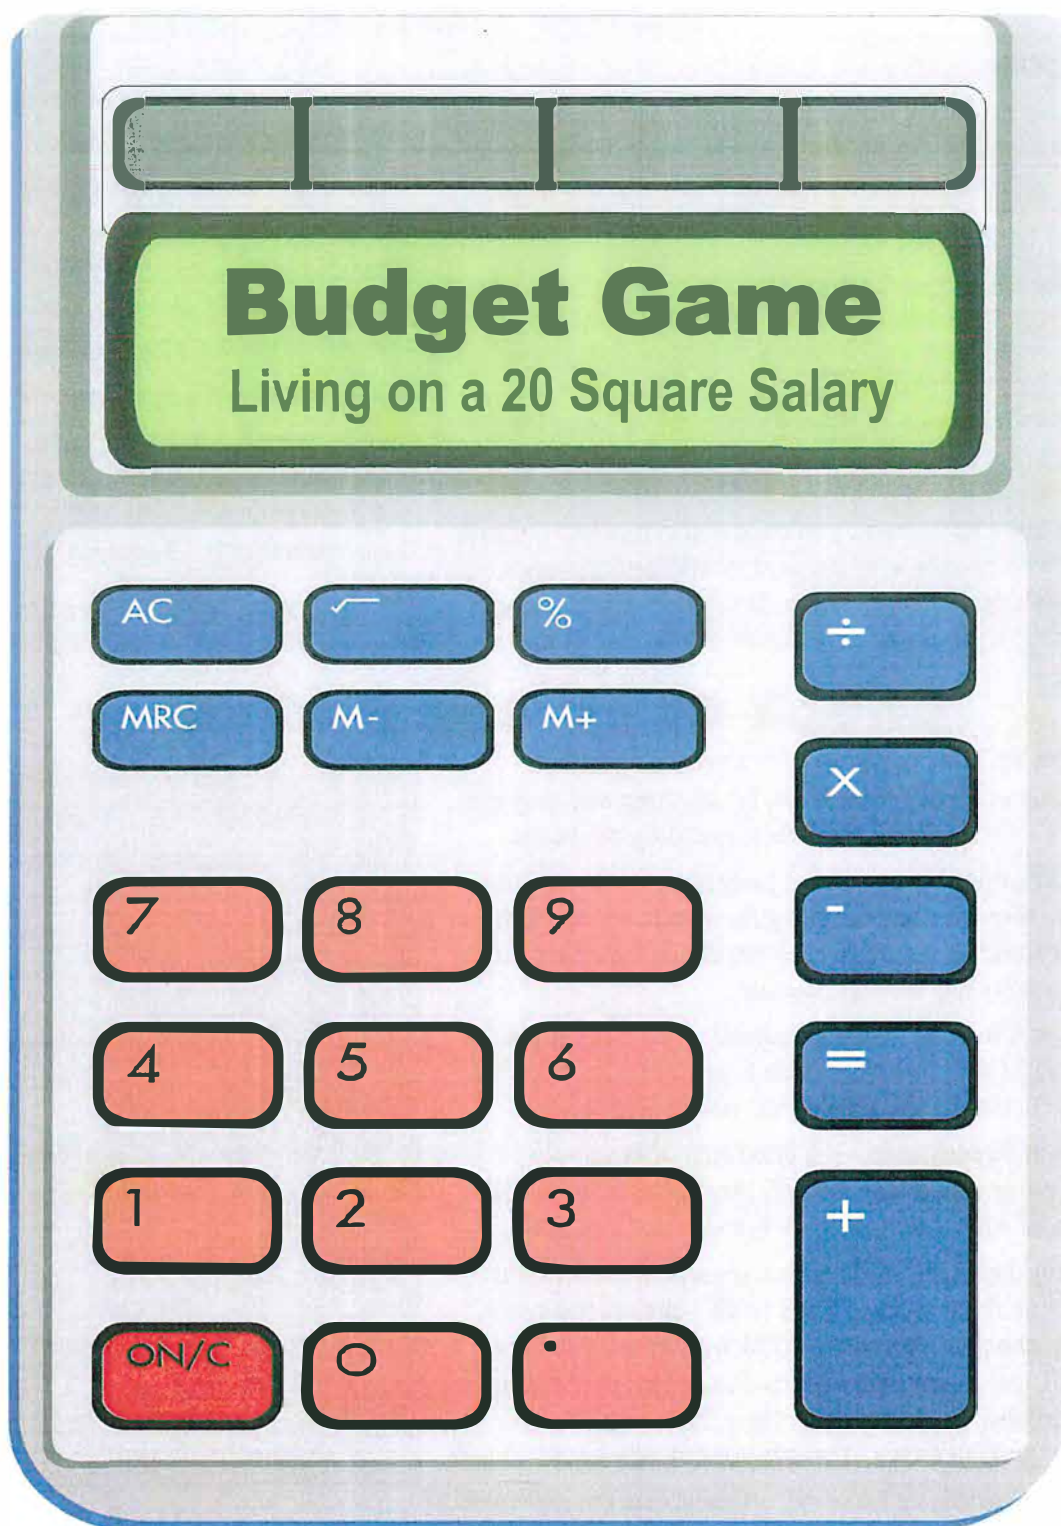 Budget Game
Living on a 20 Square Salary
AC √ % ÷
MRC M- M+
X
7 8 9 -
4 5 6 =
1 2 3 +
ON/C 0 .